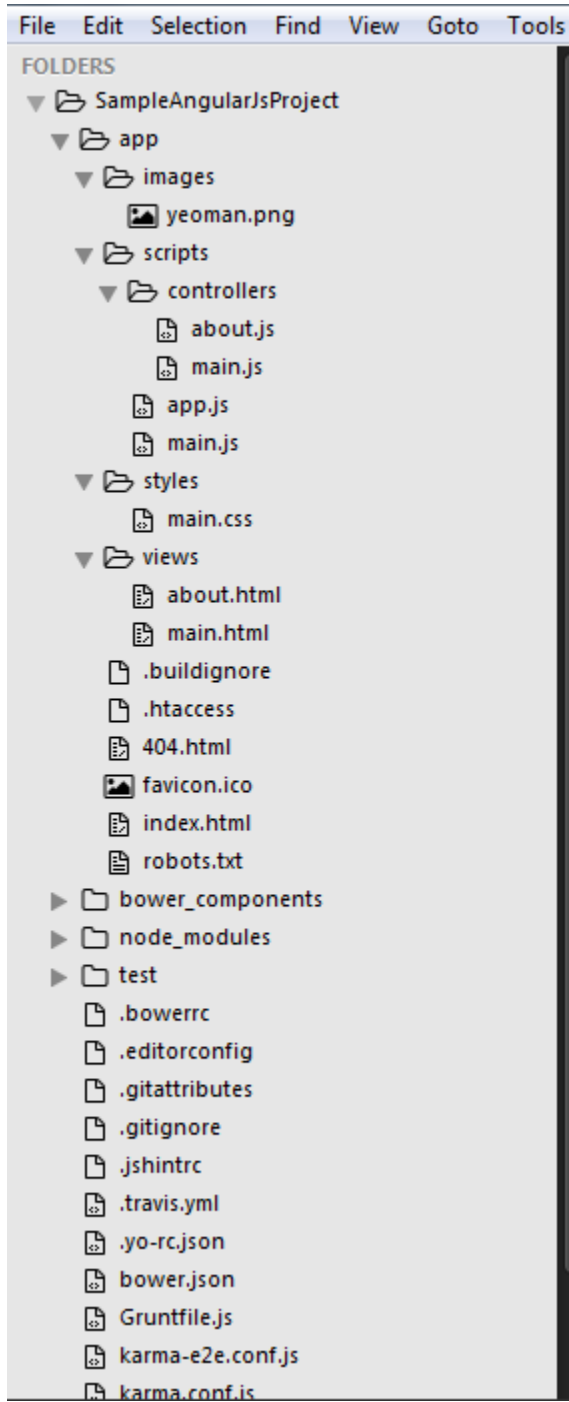 File Edit Selection Find View Goto Tools
FOLDERS
SampleAngularJsProject
app
images
yeoman.png
scripts
controllers
about.js
main.js
app.js
main.js
styles
main.css
views
about.html
main.html
.buildignore
.htaccess
404.html
favicon.ico
index.html
robots.txt
bower_components
node_modules
test
.bowerrc
.editorconfig
.gitattributes
.gitignore
.jshintrc
.travis.yml
.yo-rc.json
bower.json
Gruntfile.js
karma-e2e.conf.js
karma.conf.js